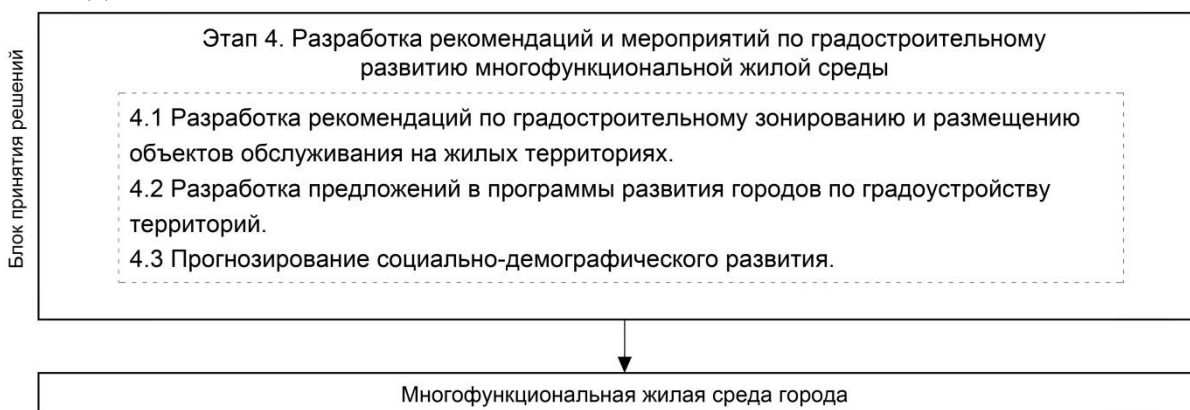 Блок принятия решений
Этап 4. Разработка рекомендаций и мероприятий по градостроительному
развитию многофункциональной жилой среды
4.1 Разработка рекомендаций по градостроительному зонированию и размещению
объектов обслуживания на жилых территориях.
4.2 Разработка предложений в программы развития городов по градоустройству
территорий.
4.3 Прогнозирование социально-демографического развития.
Многофункциональная жилая среда города